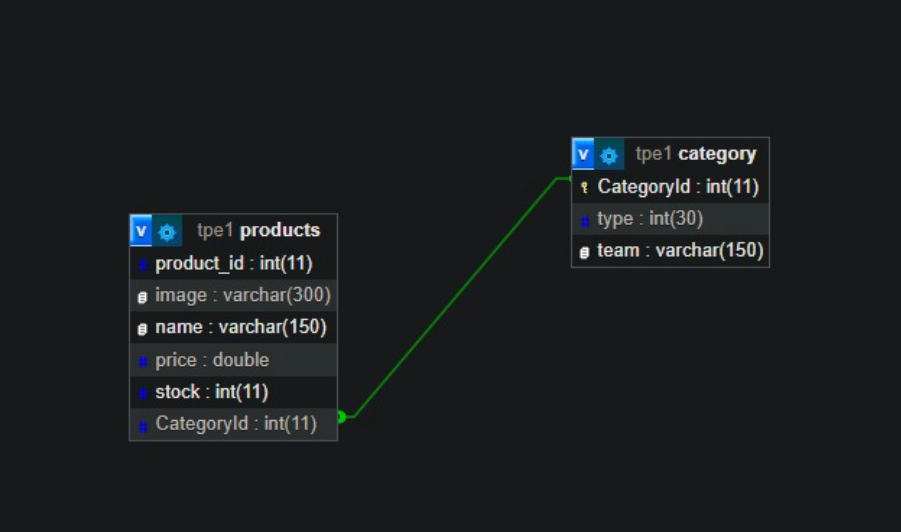 v tpe1 products
# product_id : int(11)
image : varchar(300)
name : varchar(150)
# price : double
# stock : int(11)
# CategoryId : int(11)
v tpe1 category
CategoryId : int(11)
# type : int(30)
team : varchar(150)